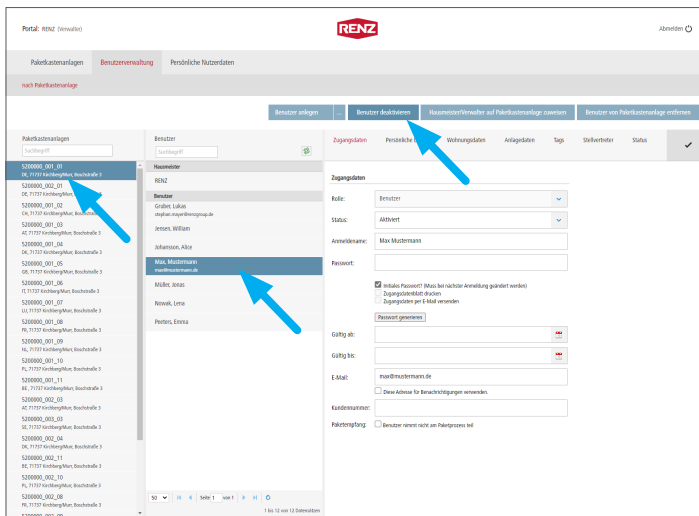 Portal: RENZ (Verwalter)
RENZ
Abmelden
Paketkastenanlagen
Benutzerverwaltung
Persönliche Nutzerdaten
nach Paketkastenanlage
Benutzer anlegen
...
Benutzer deaktivieren
Hausmeister/Verwalter auf Paketkastenanlage zuweisen
Benutzer von Paketkastenanlage entfernen
Paketkastenanlagen
Suchbegriff
5200000_001_01
DE, 71737 Kirchberg/Murr, Boschstraße 3
5200000_002_01
DE, 71737 Kirchberg/Murr, Boschstraße 3
5200000_001_02
CH, 71737 Kirchberg/Murr, Boschstraße 3
5200000_001_03
AT, 71737 Kirchberg/Murr, Boschstraße 3
5200000_001_04
DK, 71737 Kirchberg/Murr, Boschstraße 3
5200000_001_05
GB, 71737 Kirchberg/Murr, Boschstraße 3
5200000_001_06
IT, 71737 Kirchberg/Murr, Boschstraße 3
5200000_001_07
LU, 71737 Kirchberg/Murr, Boschstraße 3
5200000_001_08
FR, 71737 Kirchberg/Murr, Boschstraße 3
5200000_001_09
NL, 71737 Kirchberg/Murr, Boschstraße 3
5200000_001_10
PL, 71737 Kirchberg/Murr, Boschstraße 3
5200000_001_11
BE, 71737 Kirchberg/Murr, Boschstraße 3
5200000_002_03
AT, 71737 Kirchberg/Murr, Boschstraße 3
5200000_003_03
SE, 71737 Kirchberg/Murr, Boschstraße 3
5200000_002_04
DK, 71737 Kirchberg/Murr, Boschstraße 3
5200000_002_11
BE, 71737 Kirchberg/Murr, Boschstraße 3
5200000_002_10
PL, 71737 Kirchberg/Murr, Boschstraße 3
5200000_002_08
FR, 71737 Kirchberg/Murr, Boschstraße 3
Benutzer
Suchbegriff
Hausmeister
RENZ
Benutzer
Gruber, Lukas
stephan.mayer@renzgroup.de
Jensen, William
Johansson, Alice
Max, Mustermann
max@mustermann.de
Müller, Jonas
Nowak, Lena
Peeters, Emma
50
Seite 1 von 1
1 bis 12 von 12 Datensätzen
Zugangsdaten
Persönliche
Wohnungsdaten
Anlagedaten
Tags
Stellvertreter
Status
Zugangsdaten
Rolle: Benutzer
Status: Aktiviert
Anmeldename: Max Mustermann
Passwort:
Initiales Passwort? (Muss bei nächster Anmeldung geändert werden)
Zugangsdatenblatt drucken
Zugangsdaten per E-Mail versenden
Passwort generieren
Gültig ab:
Gültig bis:
E-Mail: max@mustermann.de
Diese Adresse für Benachrichtigungen verwenden.
Kundennummer:
Paketempfang: Benutzer nimmt nicht am Paketprozess teil